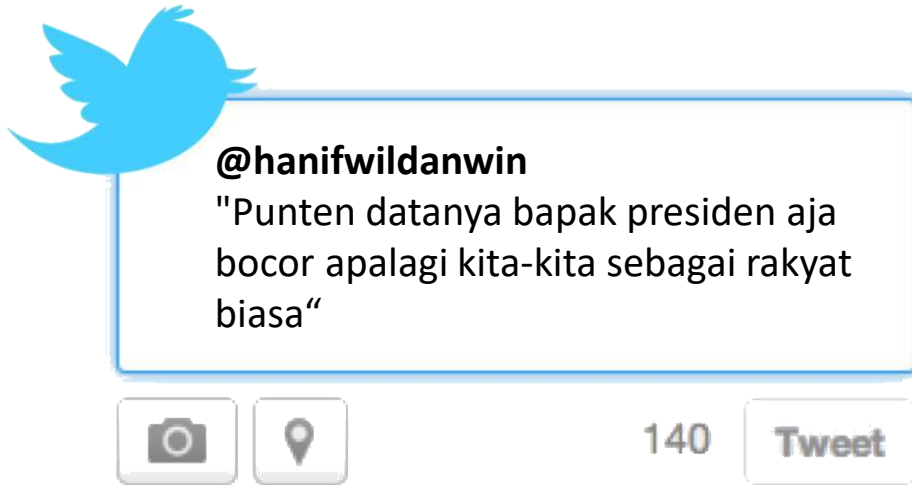 @hanifwildanwin
"Punten datanya bapak presiden aja
bocor apalagi kita-kita sebagai rakyat
biasa“
140 Tweet